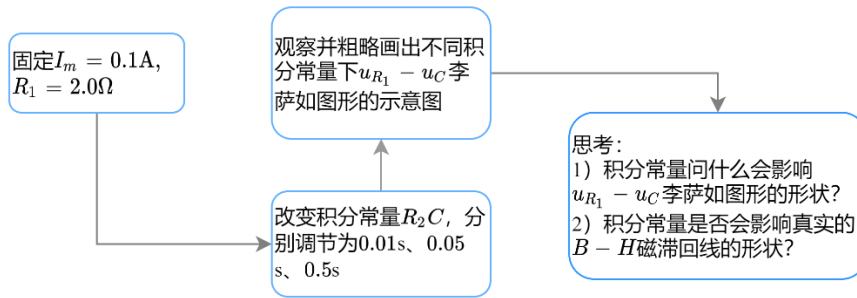 固定$I_m = 0.1$A,
$R_1 = 2.0Ω$
改变积分常量$R_2C$，分
别调节为0.01s、0.05
s、0.5s
观察并粗略画出不同积
分常量下$u_{R_1} - u_C$李
萨如图形的示意图
思考：
1）积分常量问什么会影响
$u_{R_1} - u_C$李萨如图形的形状？
2）积分常量是否会影响真实的
$B - H$磁滞回线的形状？